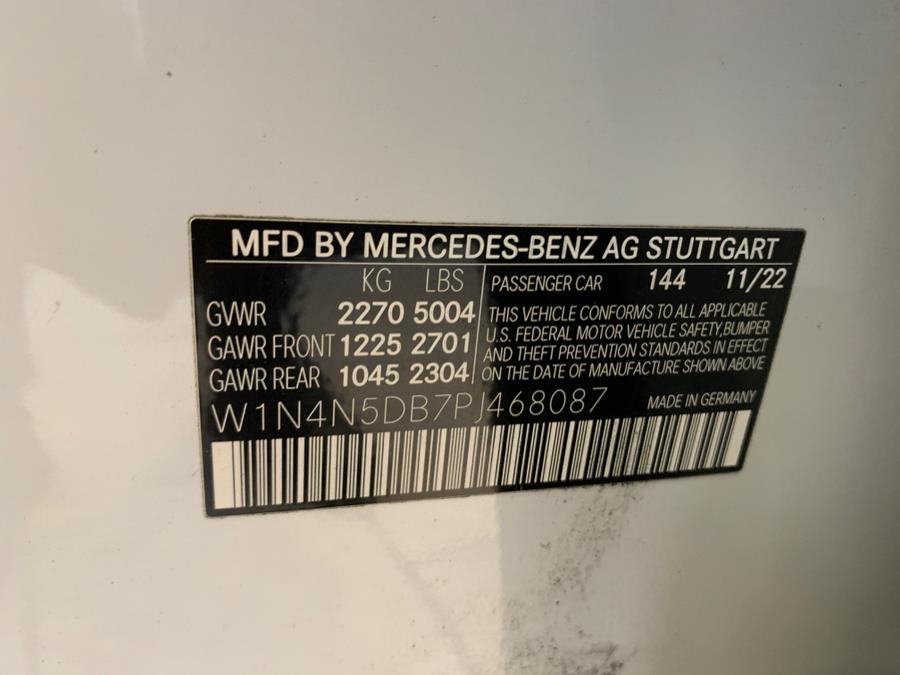 MFD BY MERCEDES-BENZ AG STUTTGART
KG LBS
GVWR 2270 5004
GAWR FRONT 1225 2701
GAWR REAR 1045 2304
PASSENGER CAR 144 11/22
THIS VEHICLE CONFORMS TO ALL APPLICABLE
U.S. FEDERAL MOTOR VEHICLE SAFETY,BUMPER
AND THEFT PREVENTION STANDARDS IN EFFECT
ON THE DATE OF MANUFACTURE SHOWN ABOVE
W1N4N5DB7PJ468087 MADE IN GERMANY